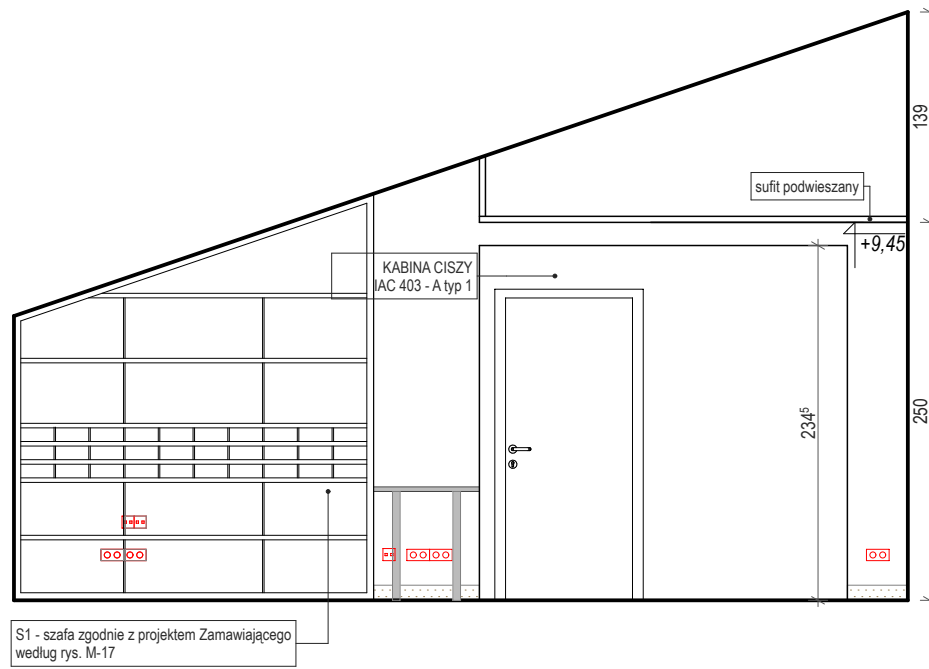 139
sufit podwieszany
+9,45
KABINA CISZY
IAC 403 - A typ 1
250
234⁵
S1 - szafa zgodnie z projektem Zamawiającego
według rys. M-17